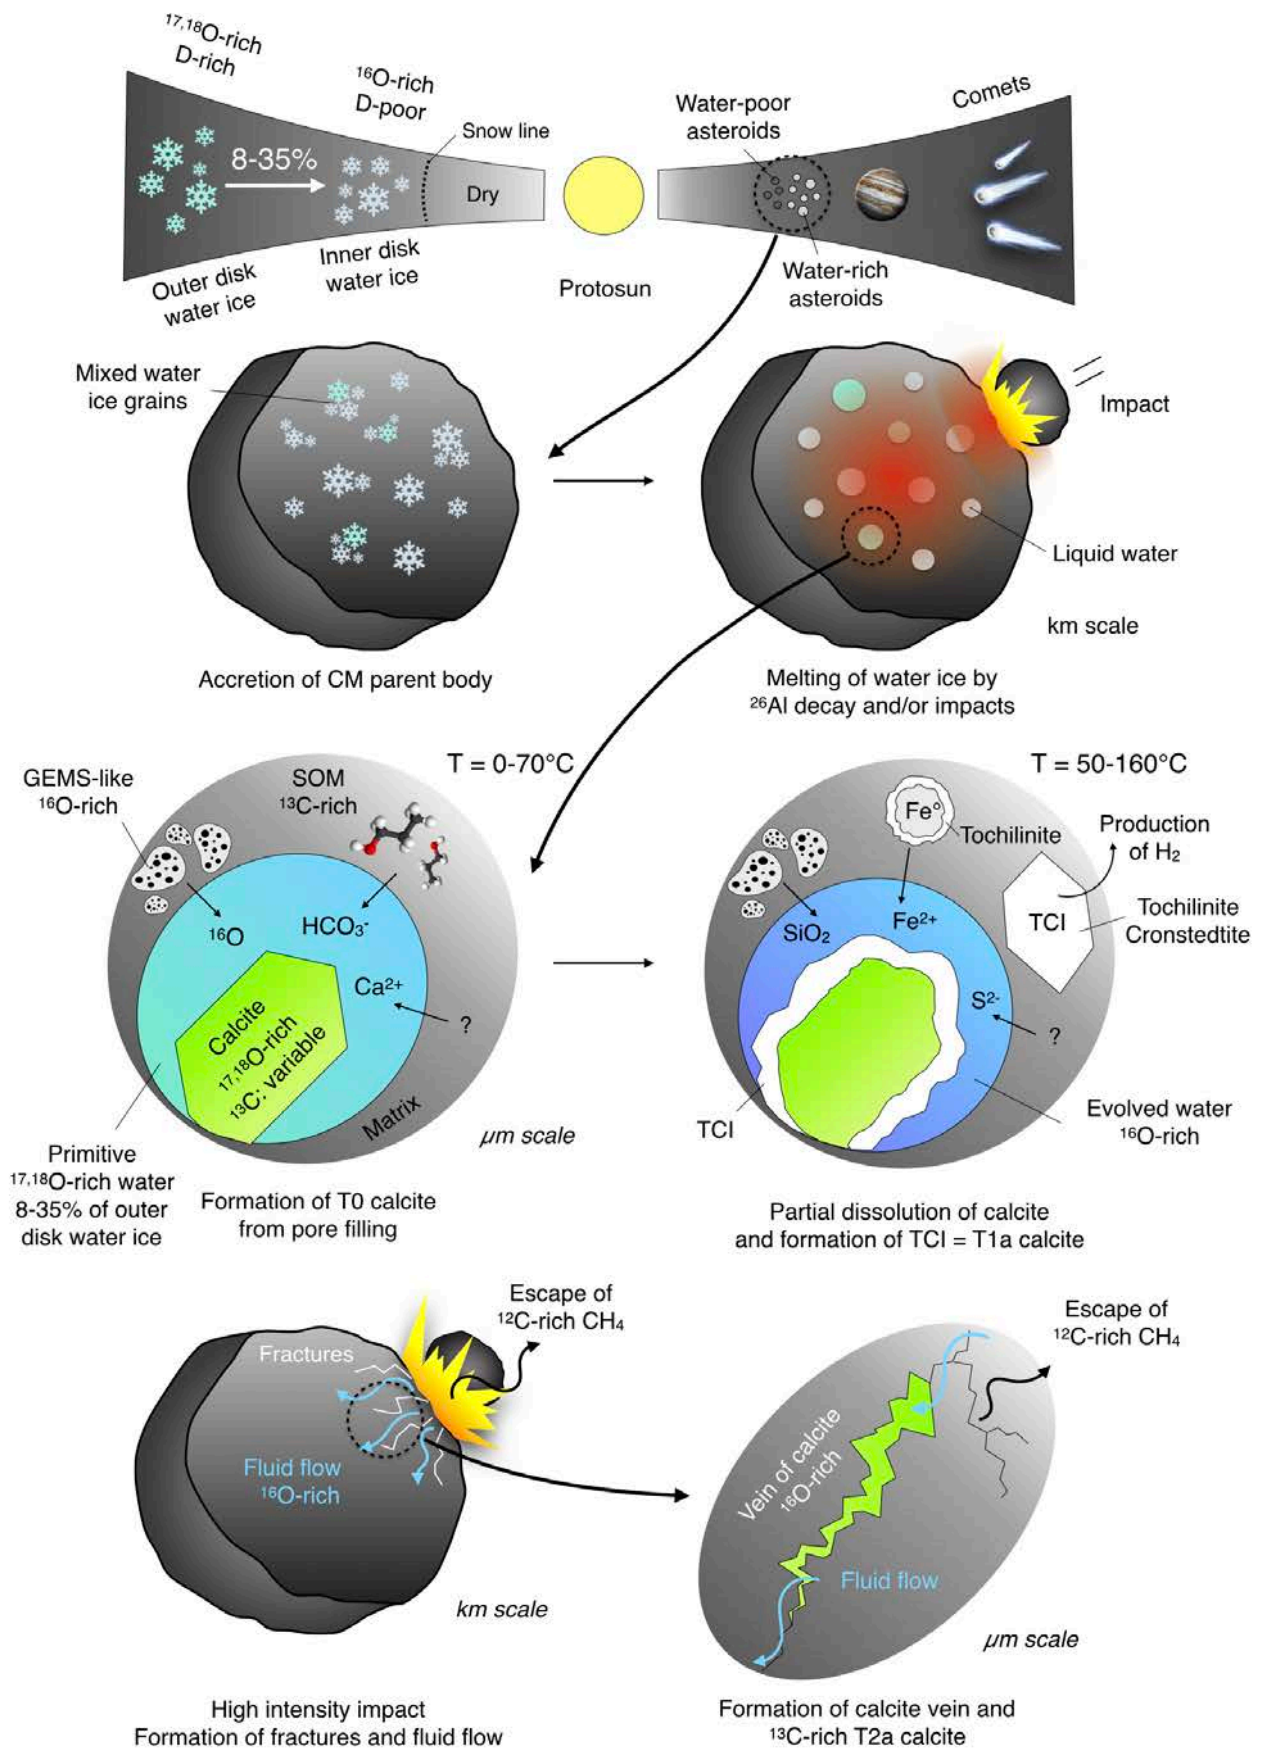 17,18O-rich
D-rich
16O-rich
D-poor
Snow line
8-35%
Dry
Outer disk
water ice
Inner disk
water ice
Protosun
Water-poor
asteroids
Comets
Water-rich
asteroids
Mixed water
ice grains
Impact
Liquid water
km scale
Accretion of CM parent body
Melting of water ice by
26Al decay and/or impacts
GEMS-like
16O-rich
SOM
13C-rich
T = 0-70°C
16O
HCO3-
Ca2+
?
Calcite
17,18O-rich
13C: variable
Matrix
µm scale
Primitive
17,18O-rich water
8-35% of outer
disk water ice
Formation of T0 calcite
from pore filling
T = 50-160°C
Fe°
Tochilinite
Production
of H2
SiO2
Fe2+
TCI
Tochilinite
Cronstedtite
S2-
?
TCI
Evolved water
16O-rich
Partial dissolution of calcite
and formation of TCI = T1a calcite
Escape of
12C-rich CH4
Fractures
Fluid flow
16O-rich
km scale
High intensity impact
Formation of fractures and fluid flow
Escape of
12C-rich CH4
Vein of calcite
16O-rich
Fluid flow
µm scale
Formation of calcite vein and
13C-rich T2a calcite